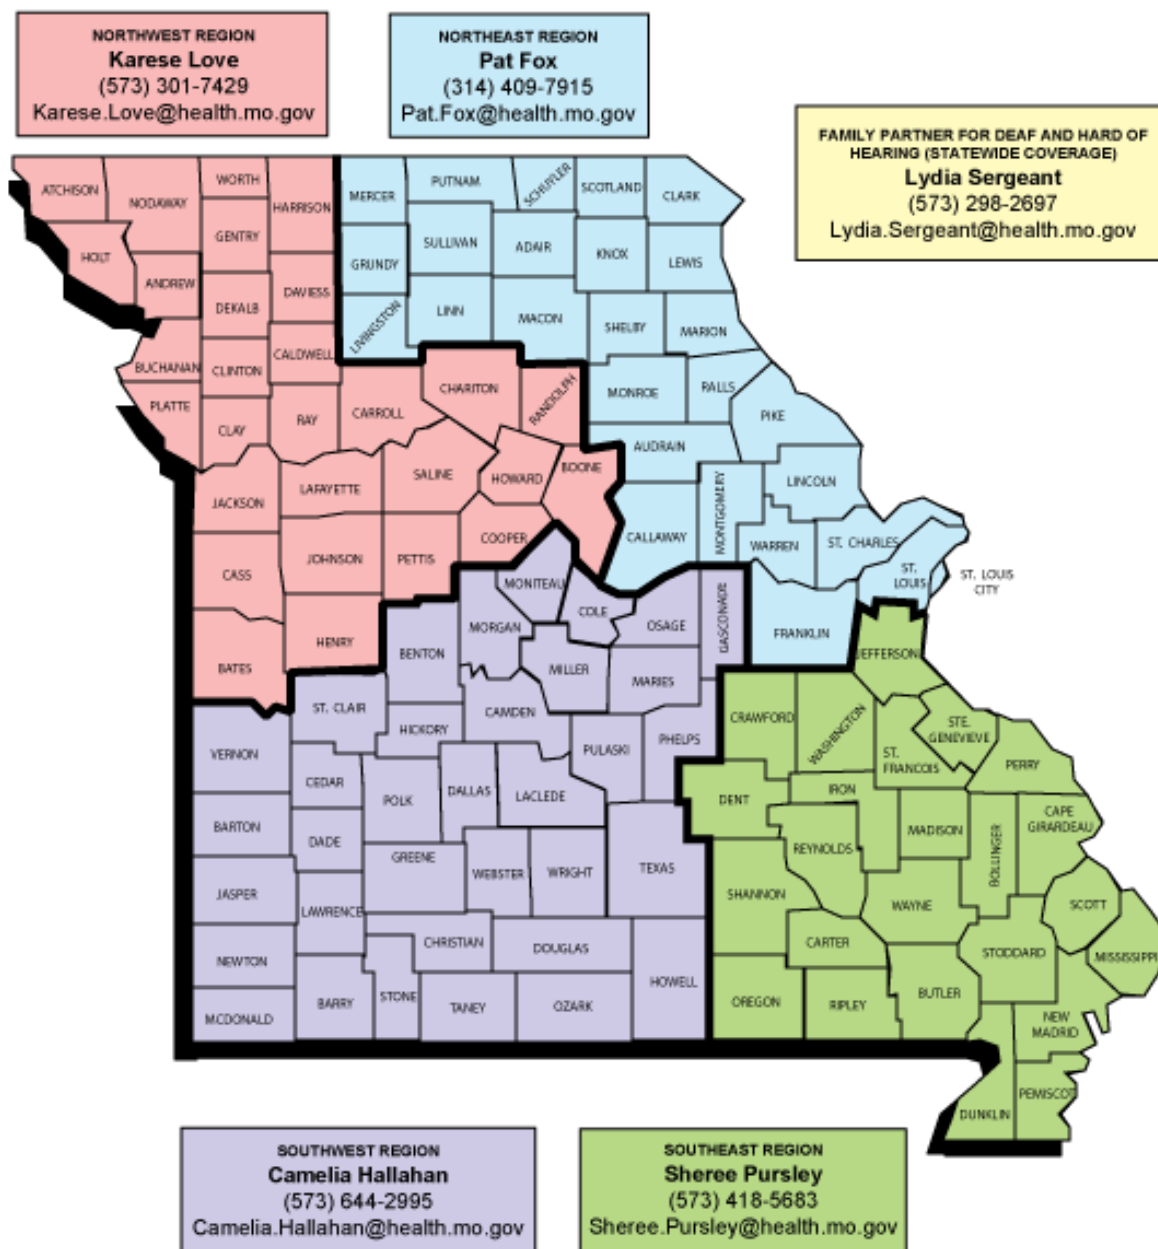 NORTHWEST REGION
Karese Love
(573) 301-7429
Karese.Love@health.mo.gov
NORTHEAST REGION
Pat Fox
(314) 409-7915
Pat.Fox@health.mo.gov
FAMILY PARTNER FOR DEAF AND HARD OF
HEARING (STATEWIDE COVERAGE)
Lydia Sergeant
(573) 298-2697
Lydia.Sergeant@health.mo.gov
ATCHISON
NODAWAY
WORTH
HARRISON
GENTRY
HOLT
ANDREW
DEKALB
DAVIESS
BUCHANAN
CLINTON
CALDWELL
PLATTE
CLAY
RAY
CARROLL
CHARITON
RANDOLPH
JACKSON
LAFAYETTE
SALINE
HOWARD
BOONE
CASS
JOHNSON
PETTIS
COOPER
BATES
HENRY
MERCER
PUTNAM
SCHUYLER
SCOTLAND
CLARK
GRUNDY
SULLIVAN
ADAIR
KNOX
LEWIS
LIVINGSTON
LINN
MACON
SHELBY
MARION
MONROE
RALLS
PIKE
AUDRAIN
LINCOLN
CALLAWAY
MONTGOMERY
WARREN
ST. CHARLES
ST.
LOUIS
ST. LOUIS
CITY
FRANKLIN
MONITEAU
COLE
OSAGE
GASCONADE
MORGAN
BENTON
MILLER
MARIES
ST. CLAIR
HICKORY
CAMDEN
PULASKI
PHELPS
VERNON
CEDAR
POLK
DALLAS
LACLEDE
BARTON
DADE
GREENE
WEBSTER
WRIGHT
TEXAS
JASPER
LAWRENCE
CHRISTIAN
DOUGLAS
HOWELL
NEWTON
BARRY
STONE
TANEY
OZARK
MCDONALD
JEFFERSON
CRAWFORD
WASHINGTON
STE.
GENEVIEVE
ST.
FRANCOIS
PERRY
DENT
IRON
MADISON
BOLLINGER
CAPE
GIRARDEAU
REYNOLDS
SHANNON
WAYNE
SCOTT
CARTER
STODDARD
MISSISSIPPI
OREGON
RIPLEY
BUTLER
NEW
MADRID
DUNKLIN
PEMISCOT
SOUTHWEST REGION
Camelia Hallahan
(573) 644-2995
Camelia.Hallahan@health.mo.gov
SOUTHEAST REGION
Sheree Pursley
(573) 418-5683
Sheree.Pursley@health.mo.gov